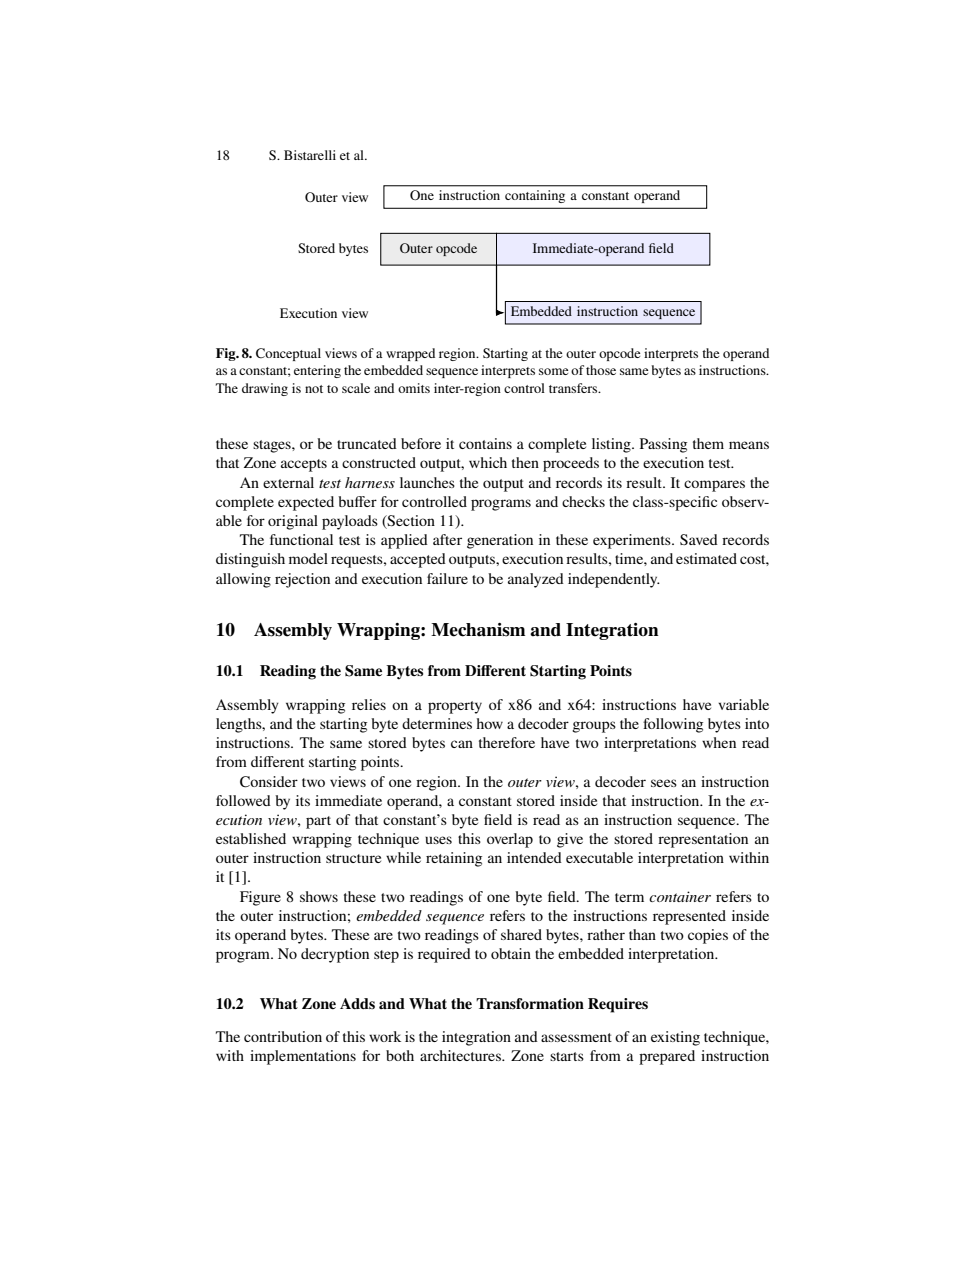 18 S. Bistarelli et al.
Outer view One instruction containing a constant operand
Stored bytes Outer opcode Immediate-operand field
Execution view Embedded instruction sequence
Fig. 8. Conceptual views of a wrapped region. Starting at the outer opcode interprets the operand
as a constant; entering the embedded sequence interprets some of those same bytes as instructions.
The drawing is not to scale and omits inter-region control transfers.
these stages, or be truncated before it contains a complete listing. Passing them means
that Zone accepts a constructed output, which then proceeds to the execution test.
An external test harness launches the output and records its result. It compares the
complete expected buffer for controlled programs and checks the class-specific observ-
able for original payloads (Section 11).
The functional test is applied after generation in these experiments. Saved records
distinguish model requests, accepted outputs, execution results, time, and estimated cost,
allowing rejection and execution failure to be analyzed independently.
10 Assembly Wrapping: Mechanism and Integration
10.1 Reading the Same Bytes from Different Starting Points
Assembly wrapping relies on a property of x86 and x64: instructions have variable
lengths, and the starting byte determines how a decoder groups the following bytes into
instructions. The same stored bytes can therefore have two interpretations when read
from different starting points.
Consider two views of one region. In the outer view, a decoder sees an instruction
followed by its immediate operand, a constant stored inside that instruction. In the ex-
ecution view, part of that constant's byte field is read as an instruction sequence. The
established wrapping technique uses this overlap to give the stored representation an
outer instruction structure while retaining an intended executable interpretation within
it [1].
Figure 8 shows these two readings of one byte field. The term container refers to
the outer instruction; embedded sequence refers to the instructions represented inside
its operand bytes. These are two readings of shared bytes, rather than two copies of the
program. No decryption step is required to obtain the embedded interpretation.
10.2 What Zone Adds and What the Transformation Requires
The contribution of this work is the integration and assessment of an existing technique,
with implementations for both architectures. Zone starts from a prepared instruction